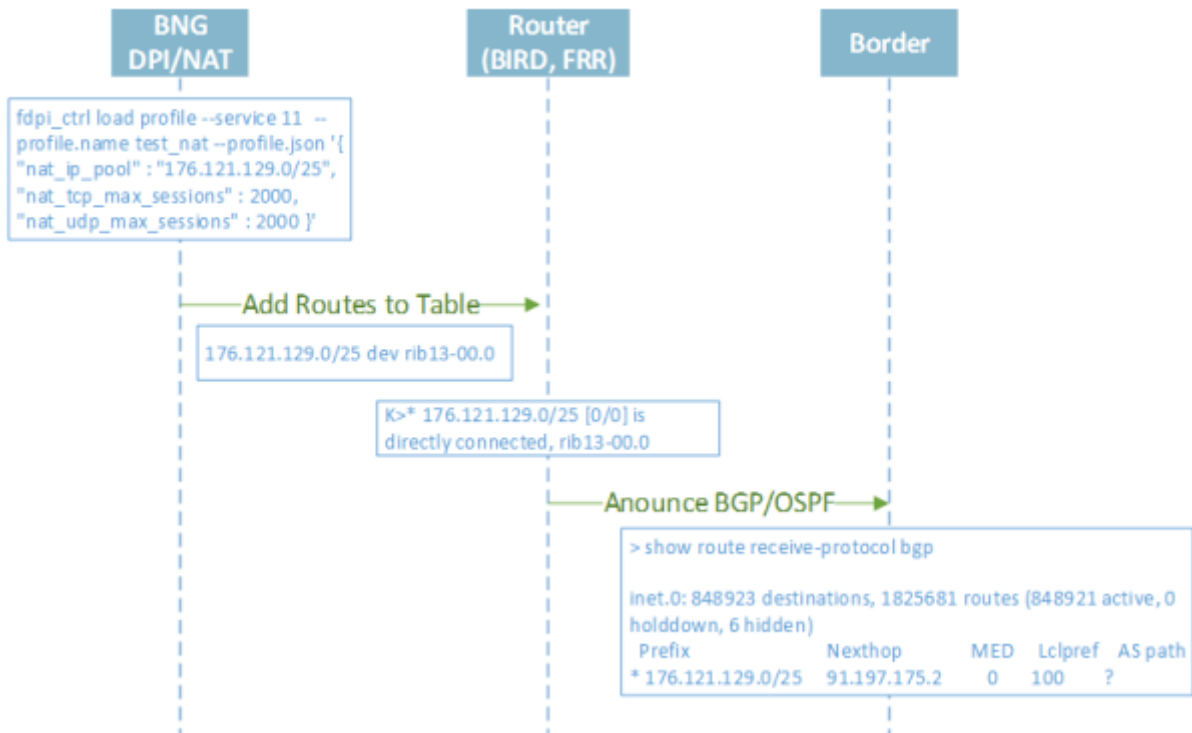 BNG
DPI/NAT
Router
(BIRD, FRR)
Border
fdpi_ctrl load profile --service 11 --
profile.name test_nat --profile.json '{
"nat_ip_pool" : "176.121.129.0/25",
"nat_tcp_max_sessions" : 2000,
"nat_udp_max_sessions" : 2000 }'
Add Routes to Table
176.121.129.0/25 dev rib13-00.0
K>* 176.121.129.0/25 [0/0] is
directly connected, rib13-00.0
Anounce BGP/OSPF
> show route receive-protocol bgp
inet.0: 848923 destinations, 1825681 routes (848921 active, 0
holddown, 6 hidden)
Prefix Nexthop MED Lclpref AS path
* 176.121.129.0/25 91.197.175.2 0 100 ?